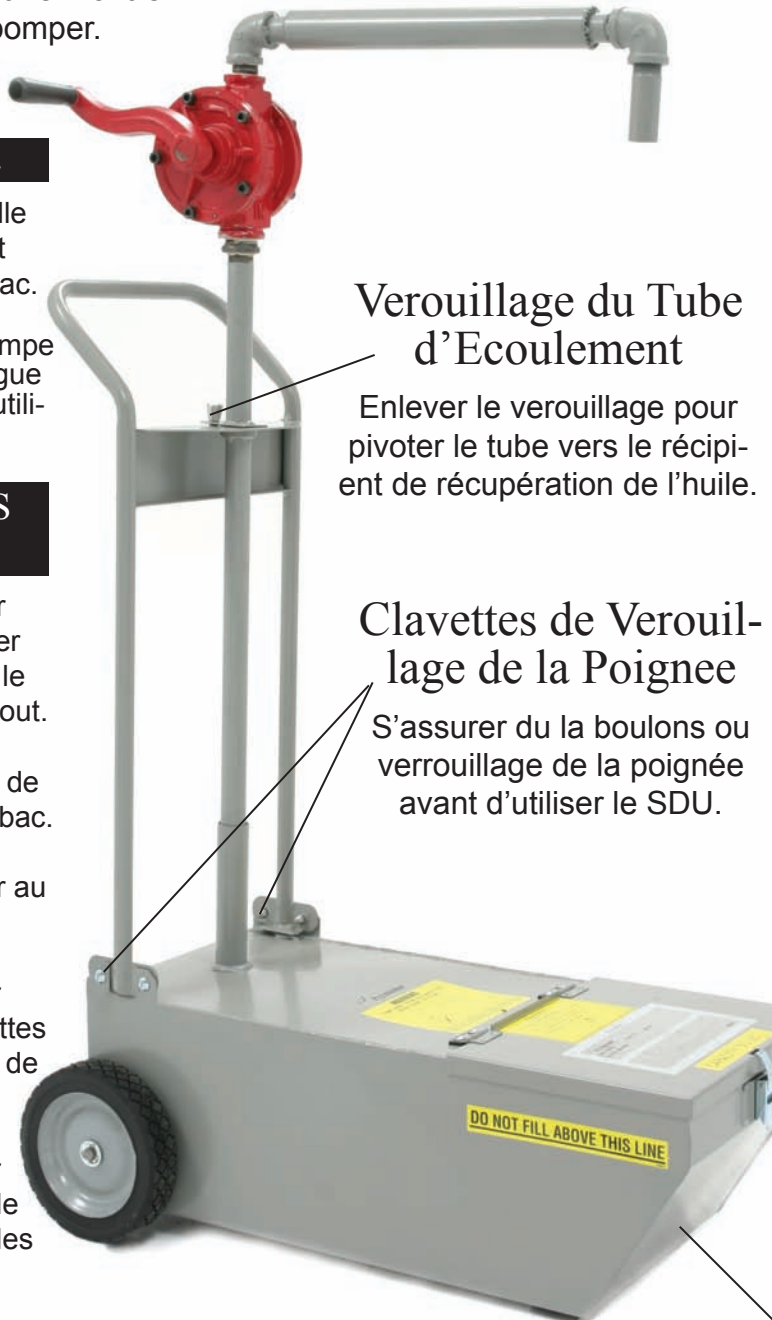 pomper.
lle
t
ac.
mpe
gue
utili-
S
r
er
le
out.
de
bac.
r au
ttes
de
le
les
Verouillage du Tube
d’Ecoulement
Enlever le verouillage pour
pivoter le tube vers le récipi-
ent de récupération de l’huile.
Clavettes de Verouil-
lage de la Poignee
S’assurer du la boulons ou
verrouillage de la poignée
avant d’utiliser le SDU.
DO NOT FILL ABOVE THIS LINE